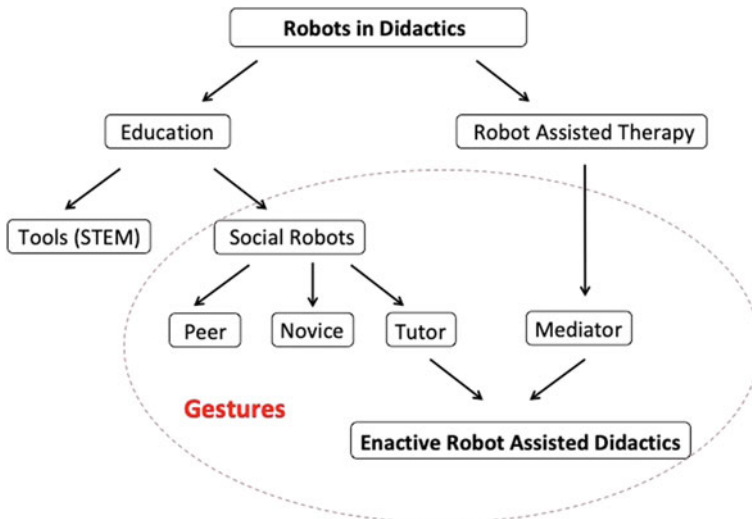 Robots in Didactics
Education
Robot Assisted Therapy
Tools (STEM)
Social Robots
Peer
Novice
Tutor
Mediator
Gestures
Enactive Robot Assisted Didactics